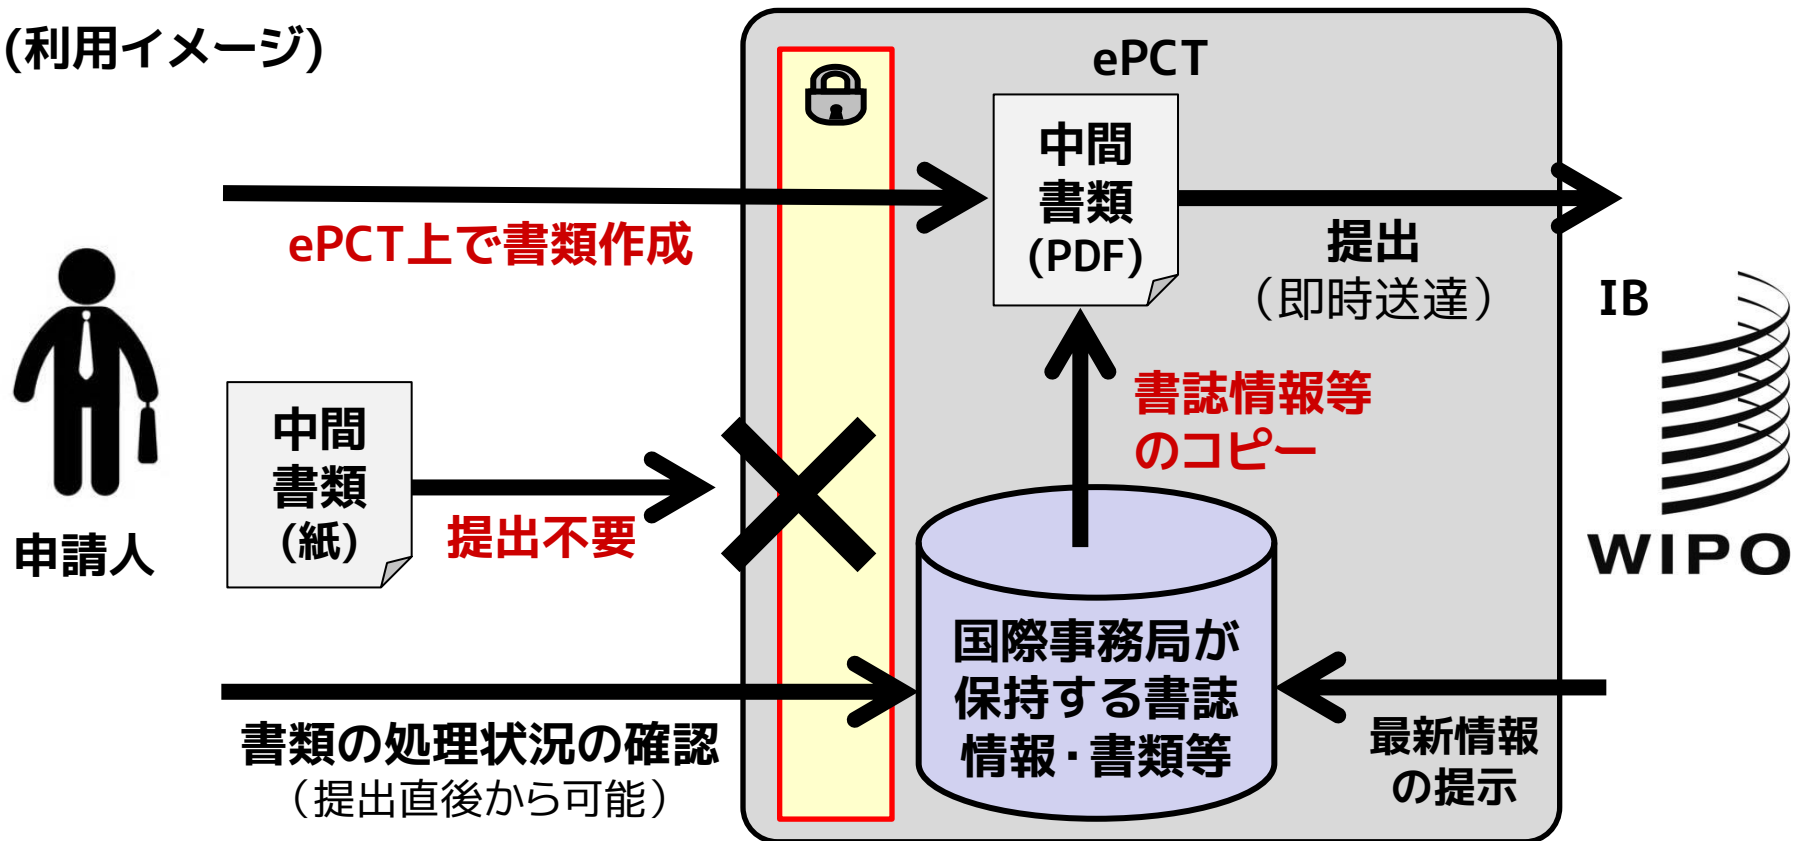 (利用イメージ)
ePCT
中間
書類
(PDF)
ePCT上で書類作成
提出
（即時送達）
IB
書誌情報等
のコピー
中間
書類
(紙)
提出不要
申請人
WIPO
国際事務局が
保持する書誌
情報・書類等
書類の処理状況の確認
（提出直後から可能）
最新情報
の提示